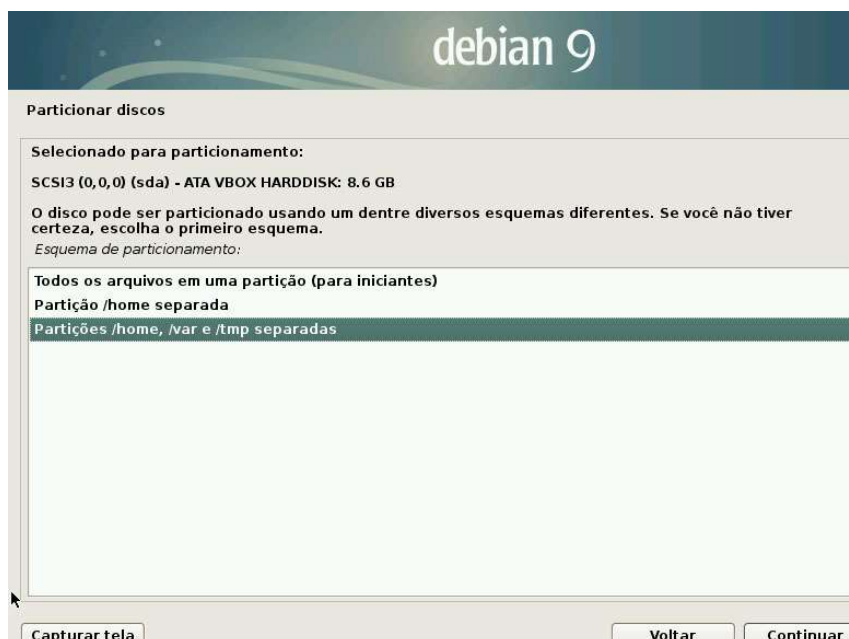 debian 9
Particionar discos
Selecionado para particionamento:
SCSI3 (0,0,0) (sda) - ATA VBOX HARDDISK: 8.6 GB
O disco pode ser particionado usando um dentre diversos esquemas diferentes. Se você não tiver
certeza, escolha o primeiro esquema.
Esquema de particionamento:
Todos os arquivos em uma partição (para iniciantes)
Partição /home separada
Partições /home, /var e /tmp separadas
Capturar tela
Voltar
Continuar